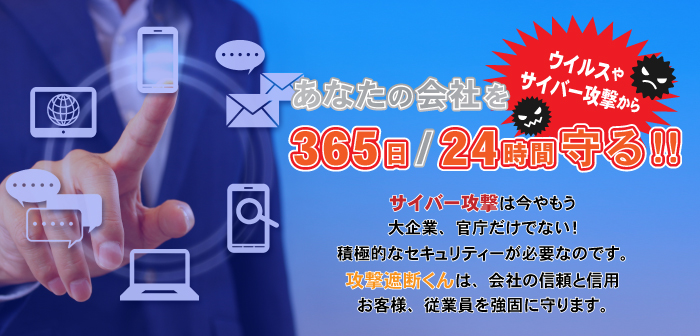 ウイルスや
サイバー攻撃から
あなたの会社を
365日/24時間守る!!
サイバー攻撃は今やもう
大企業、官庁だけでない!
積極的なセキュリティーが必要なのです。
攻撃遮断くんは、会社の信頼と信用
お客様、従業員を強固に守ります。